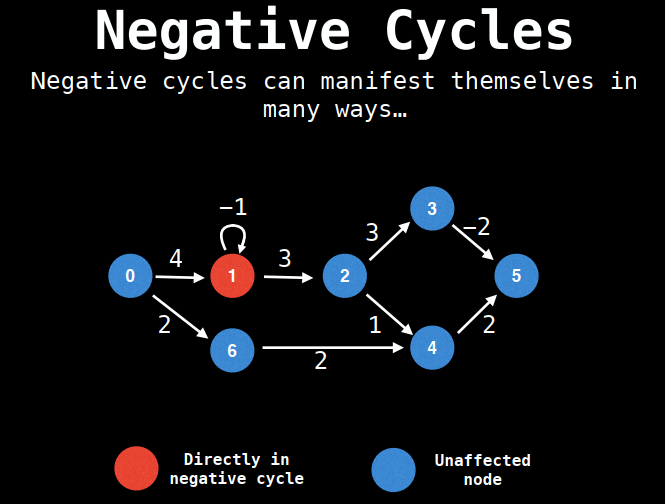 Negative Cycles
Negative cycles can manifest themselves in
many ways…
−1
3
3
−2
4
3
0
1
2
5
2
1
2
6
4
2
Directly in
negative cycle
Unaffected
node